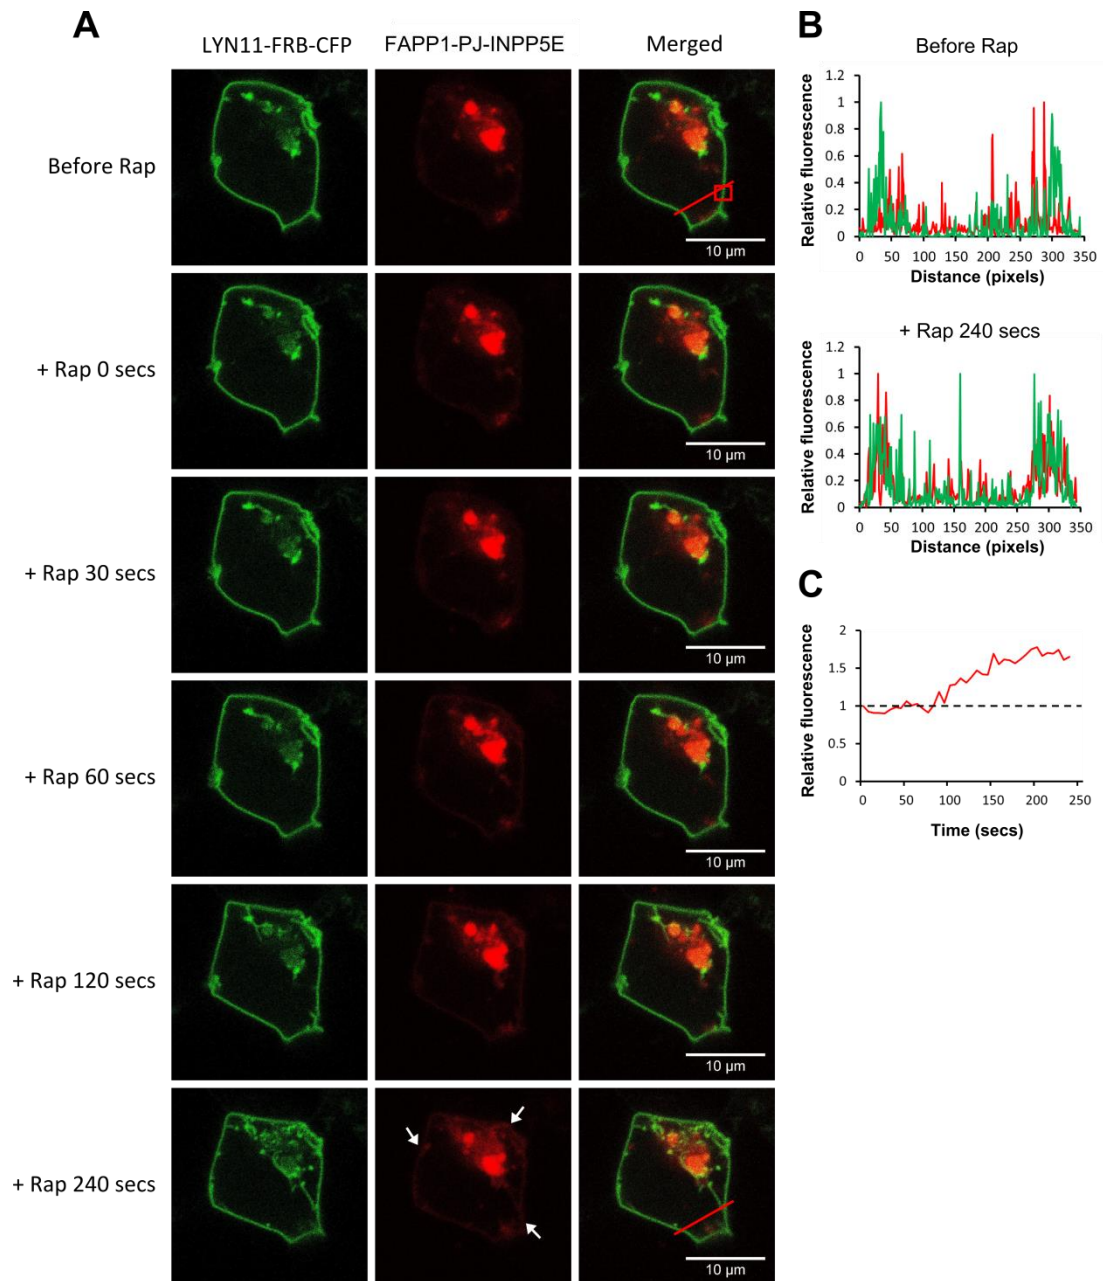 A
LYN11-FRB-CFP FAPP1-PJ-INPP5E Merged
Before Rap
10 µm
+ Rap 0 secs
10 µm
+ Rap 30 secs
10 µm
+ Rap 60 secs
10 µm
+ Rap 120 secs
10 µm
+ Rap 240 secs
10 µm
B
Before Rap
Relative fluorescence
1.2
1
0.8
0.6
0.4
0.2
0
0 50 100 150 200 250 300 350
Distance (pixels)
+ Rap 240 secs
Relative fluorescence
1.2
1
0.8
0.6
0.4
0.2
0
0 50 100 150 200 250 300 350
Distance (pixels)
C
Relative fluorescence
2
1.5
1
0.5
0
0 50 100 150 200 250
Time (secs)